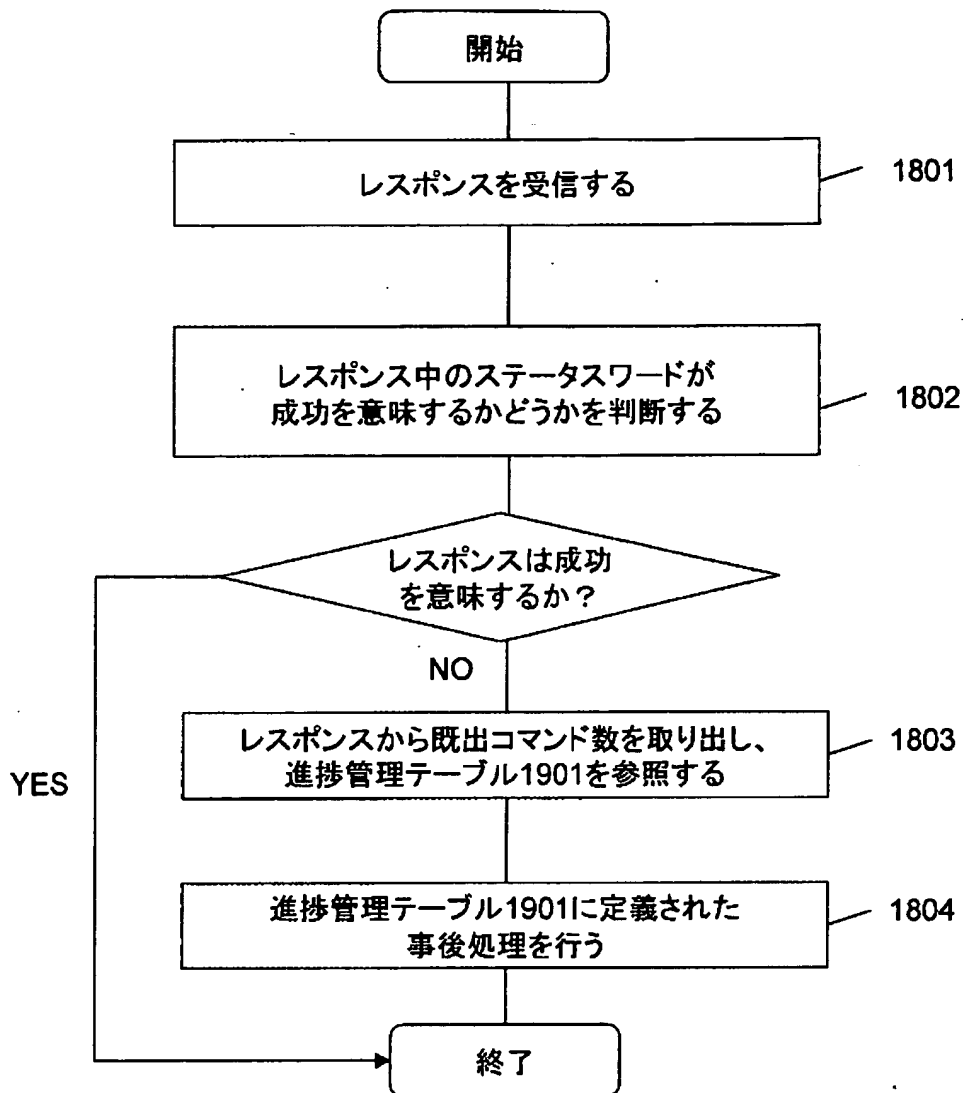 開始
レスポンスを受信する
1801
レスポンス中のステータスワードが
成功を意味するかどうかを判断する
1802
レスポンスは成功
を意味するか？
NO
YES
レスポンスから既出コマンド数を取り出し、
進捗管理テーブル1901を参照する
1803
進捗管理テーブル1901に定義された
事後処理を行う
1804
終了